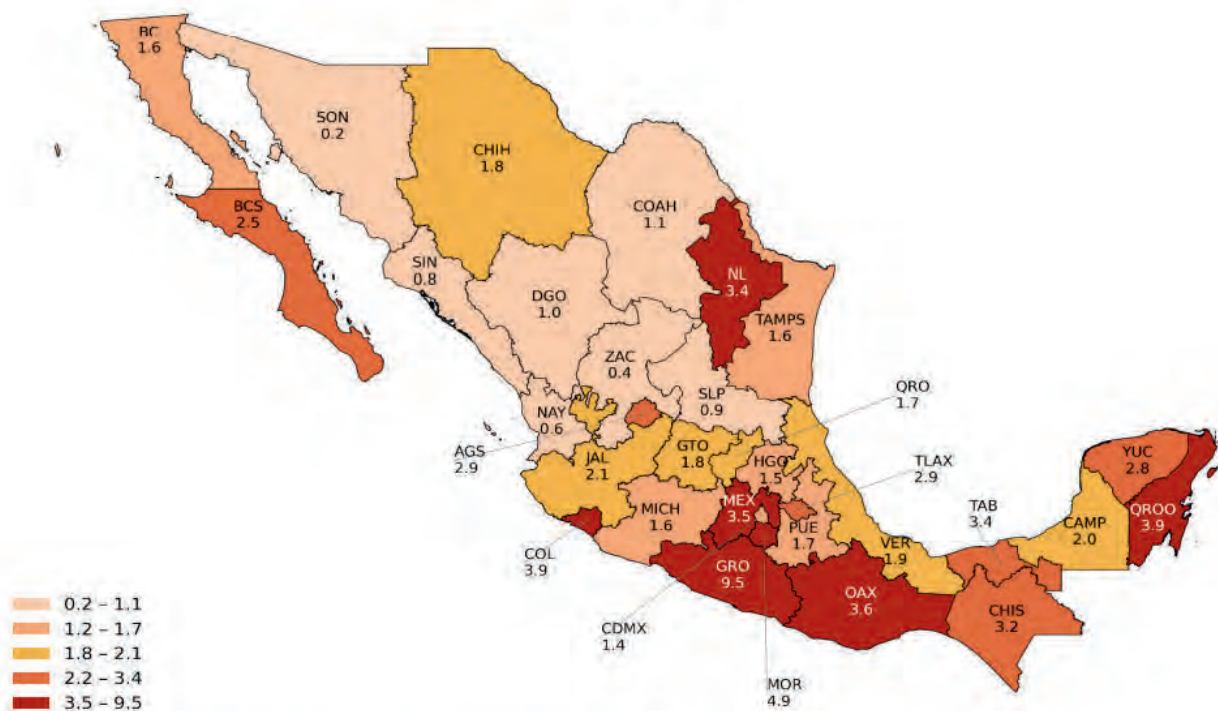 BC
1.6
SON
0.2
CHIH
1.8
COAH
1.1
BCS
2.5
SIN
0.8
NL
3.4
DGO
1.0
TAMPS
1.6
ZAC
0.4
SLP
0.9
QRO
1.7
NAY
0.6
AGS
2.9
JAL
2.1
GTO
1.8
HGO
1.5
TLAX
2.9
YUC
2.8
MEX
3.5
MICH
1.6
PUE
1.7
TAB
3.4
CAMP
2.0
QROO
3.9
COL
3.9
VER
1.9
GRO
9.5
OAX
3.6
CHIS
3.2
CDMX
1.4
MOR
4.9
0.2 – 1.1
1.2 – 1.7
1.8 – 2.1
2.2 – 3.4
3.5 – 9.5